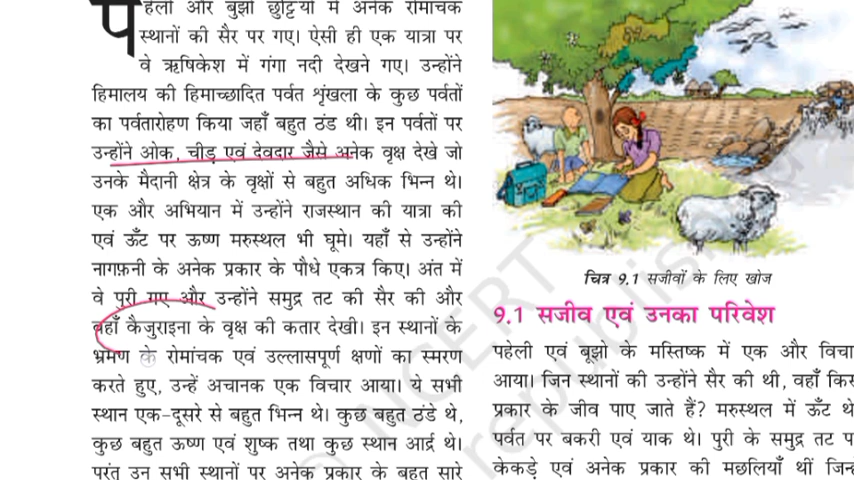 पहेली और बूझो छुट्टियों में अनेक रोमांचक
स्थानों की सैर पर गए। ऐसी ही एक यात्रा पर
वे ऋषिकेश में गंगा नदी देखने गए। उन्होंने
हिमालय की हिमाच्छादित पर्वत शृंखला के कुछ पर्वतों
का पर्वतारोहण किया जहाँ बहुत ठंड थी। इन पर्वतों पर
उन्होंने ओक, चीड़ एवं देवदार जैसे अनेक वृक्ष देखे जो
उनके मैदानी क्षेत्र के वृक्षों से बहुत अधिक भिन्न थे।
एक और अभियान में उन्होंने राजस्थान की यात्रा की
एवं ऊँट पर ऊष्ण मरुस्थल भी घूमे। यहाँ से उन्होंने
नागफ़नी के अनेक प्रकार के पौधे एकत्र किए। अंत में
वे पुरी गए और उन्होंने समुद्र तट की सैर की और
वहाँ कैजुराइना के वृक्ष की कतार देखी। इन स्थानों के
भ्रमण के रोमांचक एवं उल्लासपूर्ण क्षणों का स्मरण
करते हुए, उन्हें अचानक एक विचार आया। ये सभी
स्थान एक-दूसरे से बहुत भिन्न थे। कुछ बहुत ठंडे थे,
कुछ बहुत ऊष्ण एवं शुष्क तथा कुछ स्थान आर्द्र थे।
परंतु उन सभी स्थानों पर अनेक प्रकार के बहुत सारे
चित्र 9.1 सजीवों के लिए खोज
9.1 सजीव एवं उनका परिवेश
पहेली एवं बूझो के मस्तिष्क में एक और विचा
आया। जिन स्थानों की उन्होंने सैर की थी, वहाँ किस
प्रकार के जीव पाए जाते हैं? मरुस्थल में ऊँट थे
पर्वत पर बकरी एवं याक थे। पुरी के समुद्र तट प
केकड़े एवं अनेक प्रकार की मछलियाँ थीं जिन्ह
© NCERT
republis